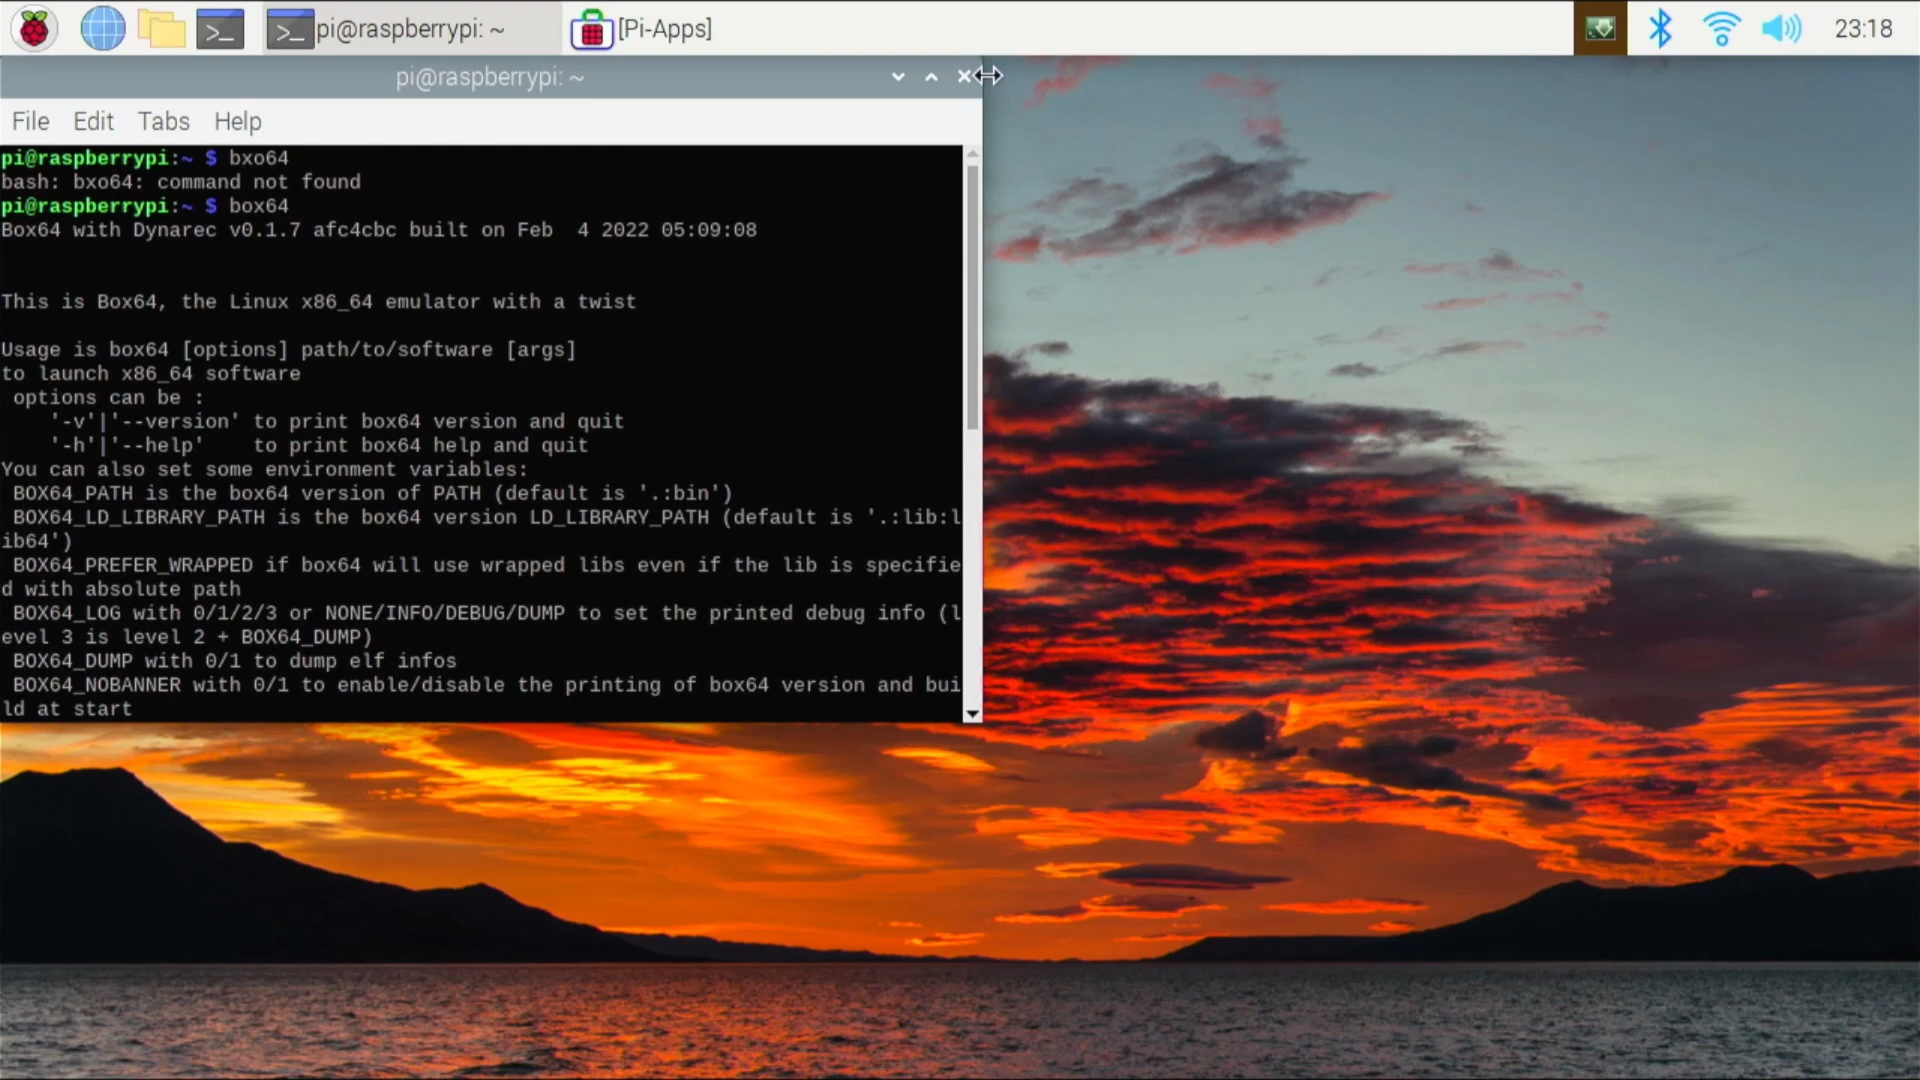 pi@raspberrypi: ~ [Pi-Apps] 23:18
pi@raspberrypi: ~
File Edit Tabs Help
pi@raspberrypi:~ $ bxo64
bash: bxo64: command not found
pi@raspberrypi:~ $ box64
Box64 with Dynarec v0.1.7 afc4cbc built on Feb  4 2022 05:09:08
This is Box64, the Linux x86_64 emulator with a twist
Usage is box64 [options] path/to/software [args]
to launch x86_64 software
 options can be :
    '-v'|'--version' to print box64 version and quit
    '-h'|'--help'    to print box64 help and quit
You can also set some environment variables:
 BOX64_PATH is the box64 version of PATH (default is '.:bin')
 BOX64_LD_LIBRARY_PATH is the box64 version LD_LIBRARY_PATH (default is '.:lib:l
ib64')
 BOX64_PREFER_WRAPPED if box64 will use wrapped libs even if the lib is specifie
d with absolute path
 BOX64_LOG with 0/1/2/3 or NONE/INFO/DEBUG/DUMP to set the printed debug info (l
evel 3 is level 2 + BOX64_DUMP)
 BOX64_DUMP with 0/1 to dump elf infos
 BOX64_NOBANNER with 0/1 to enable/disable the printing of box64 version and bui
ld at start